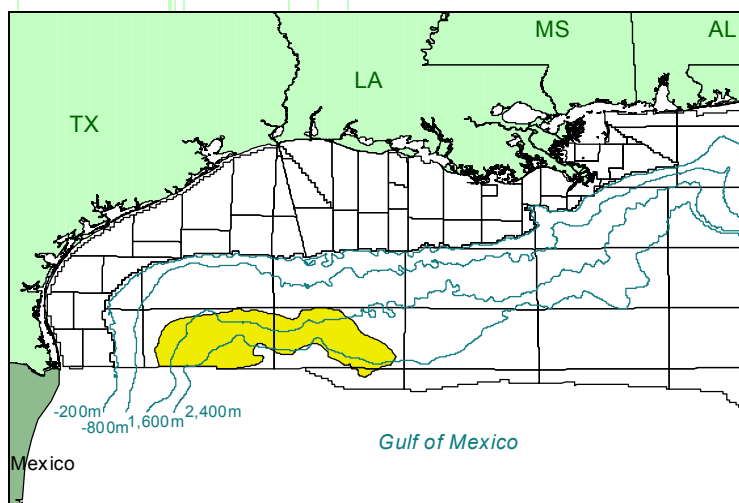 MS
AL
LA
TX
-200m
-800m
1,600m
2,400m
Gulf of Mexico
Mexico